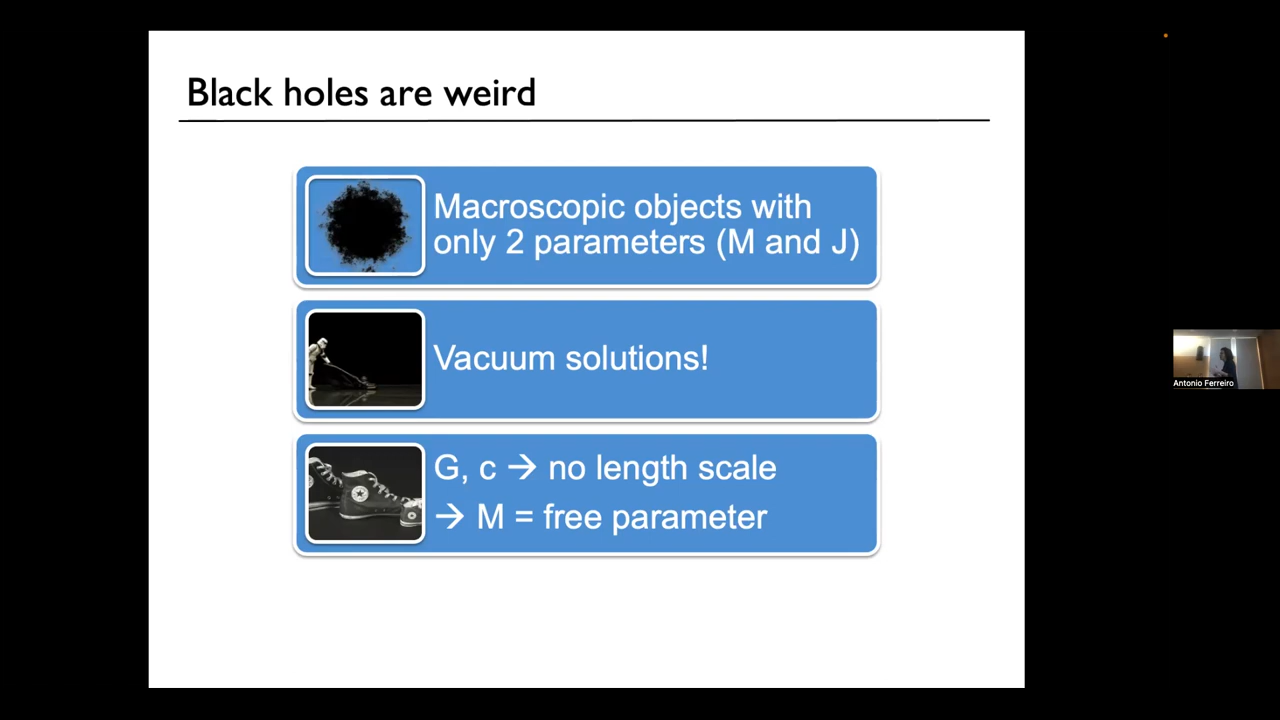 Black holes are weird
Macroscopic objects with
only 2 parameters (M and J)
Vacuum solutions!
G, c → no length scale
→ M = free parameter
Antonio Ferreiro